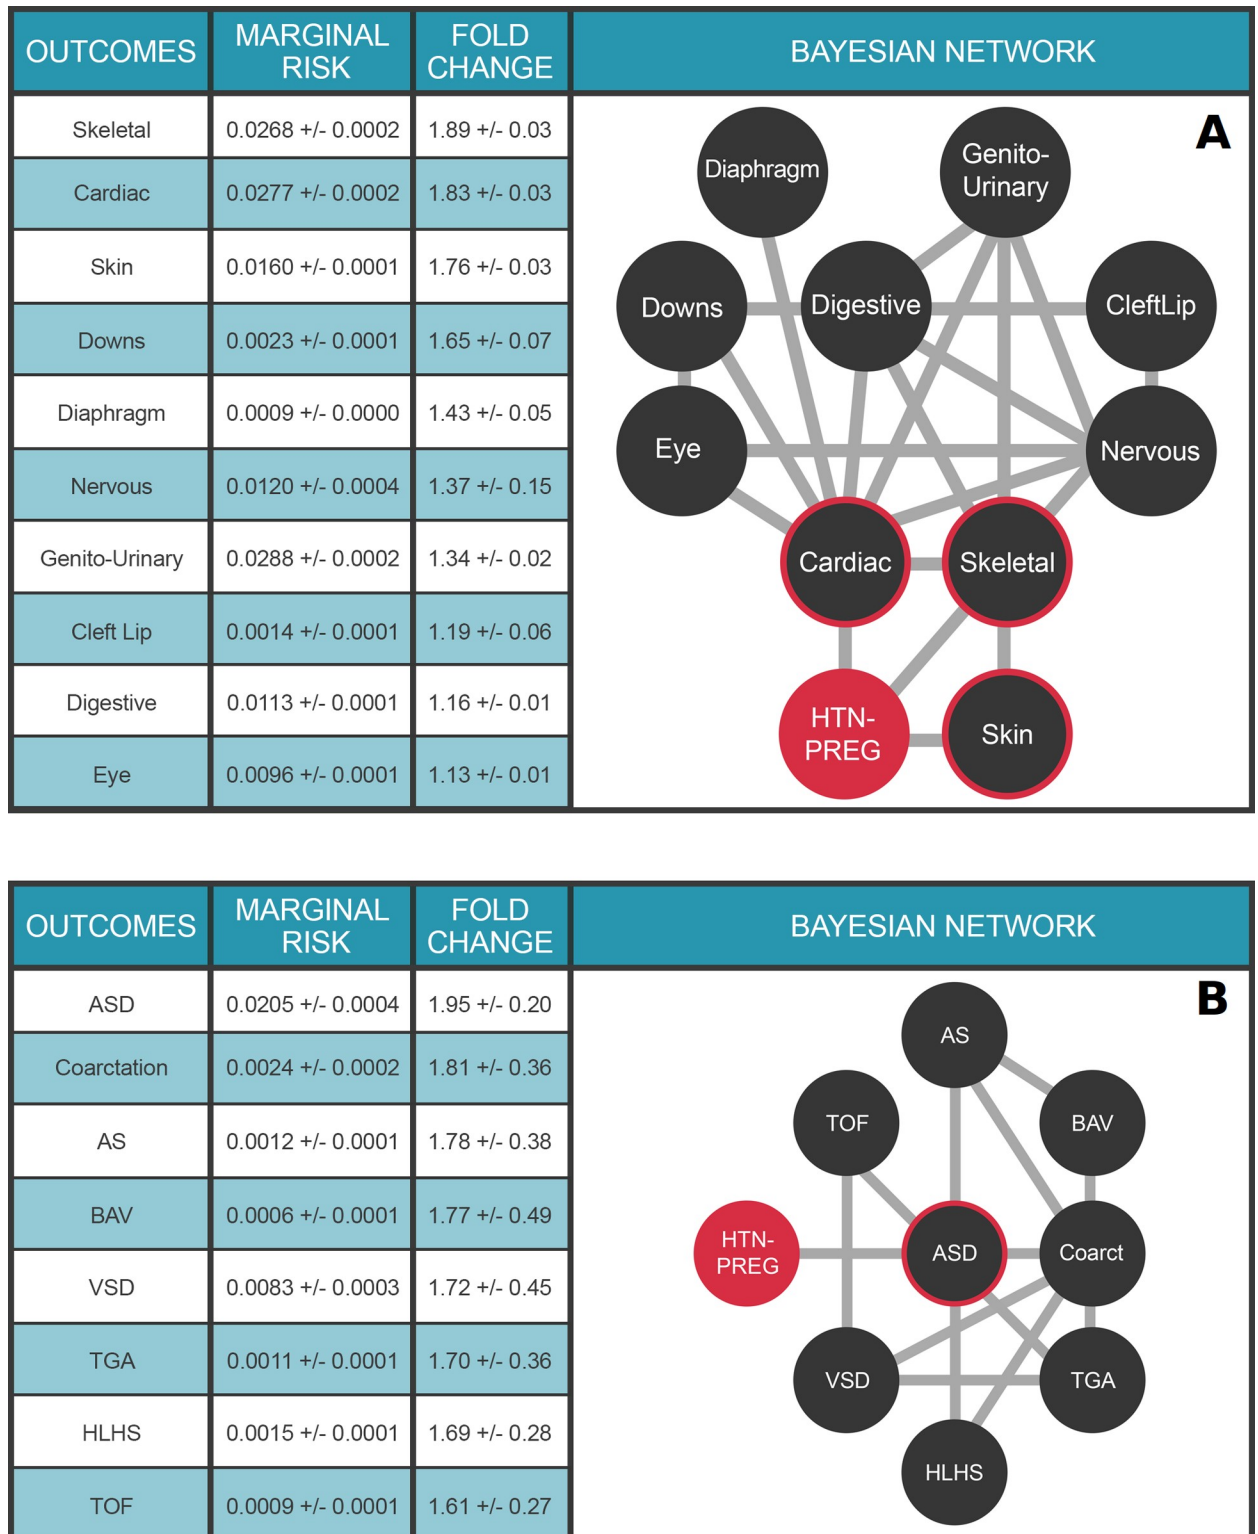 OUTCOMES
MARGINAL
RISK
FOLD
CHANGE
BAYESIAN NETWORK
Skeletal 0.0268 +/- 0.0002 1.89 +/- 0.03
Cardiac 0.0277 +/- 0.0002 1.83 +/- 0.03
Skin 0.0160 +/- 0.0001 1.76 +/- 0.03
Downs 0.0023 +/- 0.0001 1.65 +/- 0.07
Diaphragm 0.0009 +/- 0.0000 1.43 +/- 0.05
Nervous 0.0120 +/- 0.0004 1.37 +/- 0.15
Genito-Urinary 0.0288 +/- 0.0002 1.34 +/- 0.02
Cleft Lip 0.0014 +/- 0.0001 1.19 +/- 0.06
Digestive 0.0113 +/- 0.0001 1.16 +/- 0.01
Eye 0.0096 +/- 0.0001 1.13 +/- 0.01
A
Diaphragm
Genito-
Urinary
Downs
Digestive
CleftLip
Eye
Nervous
Cardiac
Skeletal
HTN-
PREG
Skin
OUTCOMES
MARGINAL
RISK
FOLD
CHANGE
BAYESIAN NETWORK
ASD 0.0205 +/- 0.0004 1.95 +/- 0.20
Coarctation 0.0024 +/- 0.0002 1.81 +/- 0.36
AS 0.0012 +/- 0.0001 1.78 +/- 0.38
BAV 0.0006 +/- 0.0001 1.77 +/- 0.49
VSD 0.0083 +/- 0.0003 1.72 +/- 0.45
TGA 0.0011 +/- 0.0001 1.70 +/- 0.36
HLHS 0.0015 +/- 0.0001 1.69 +/- 0.28
TOF 0.0009 +/- 0.0001 1.61 +/- 0.27
B
AS
TOF
BAV
HTN-
PREG
ASD
Coarct
VSD
TGA
HLHS